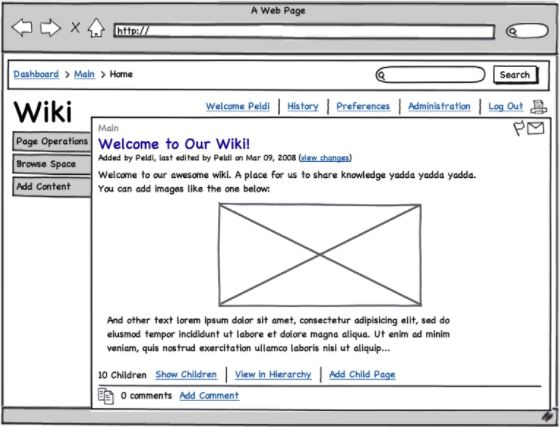 A Web Page
http://
Dashboard > Main > Home
Search
Wiki
Welcome Peldi | History | Preferences | Administration | Log Out
Page Operations
Browse Space
Add Content
Main
Welcome to Our Wiki!
Added by Peldi, last edited by Peldi on Mar 09, 2008 (view changes)
Welcome to our awesome wiki. A place for us to share knowledge yadda yadda yadda.
You can add images like the one below:
And other text lorem ipsum dolor sit amet, consectetur adipisicing elit, sed do
eiusmod tempor incididunt ut labore et dolore magna aliqua. Ut enim ad minim
veniam, quis nostrud exercitation ullamco laboris nisi ut aliquip...
10 Children Show Children | View in Hierarchy | Add Child Page
0 comments Add Comment